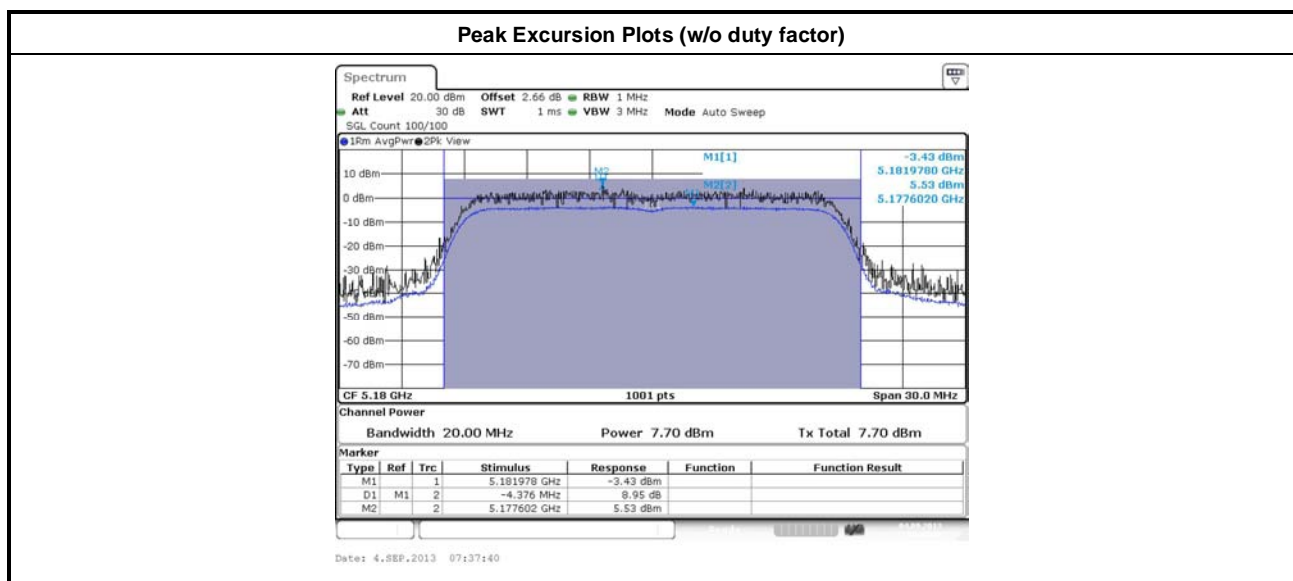 Peak Excursion Plots (w/o duty factor)
Spectrum
Ref Level 20.00 dBm Offset 2.66 dB RBW 1 MHz
Att 30 dB SWT 1 ms VBW 3 MHz Mode Auto Sweep
SGL Count 100/100
1Rm AvgPwr 2Pk View
M1[1] -3.43 dBm
5.1819780 GHz
M2[2] 5.53 dBm
5.1776020 GHz
M2
10 dBm
0 dBm
-10 dBm
-20 dBm
-30 dBm
-50 dBm
-60 dBm
-70 dBm
CF 5.18 GHz 1001 pts Span 30.0 MHz
Channel Power
Bandwidth 20.00 MHz Power 7.70 dBm Tx Total 7.70 dBm
Marker
Type Ref Trc Stimulus Response Function Function Result
M1 1 5.181978 GHz -3.43 dBm
D1 M1 2 -4.376 MHz 8.95 dB
M2 2 5.177602 GHz 5.53 dBm
Date: 4.SEP.2013 07:37:40